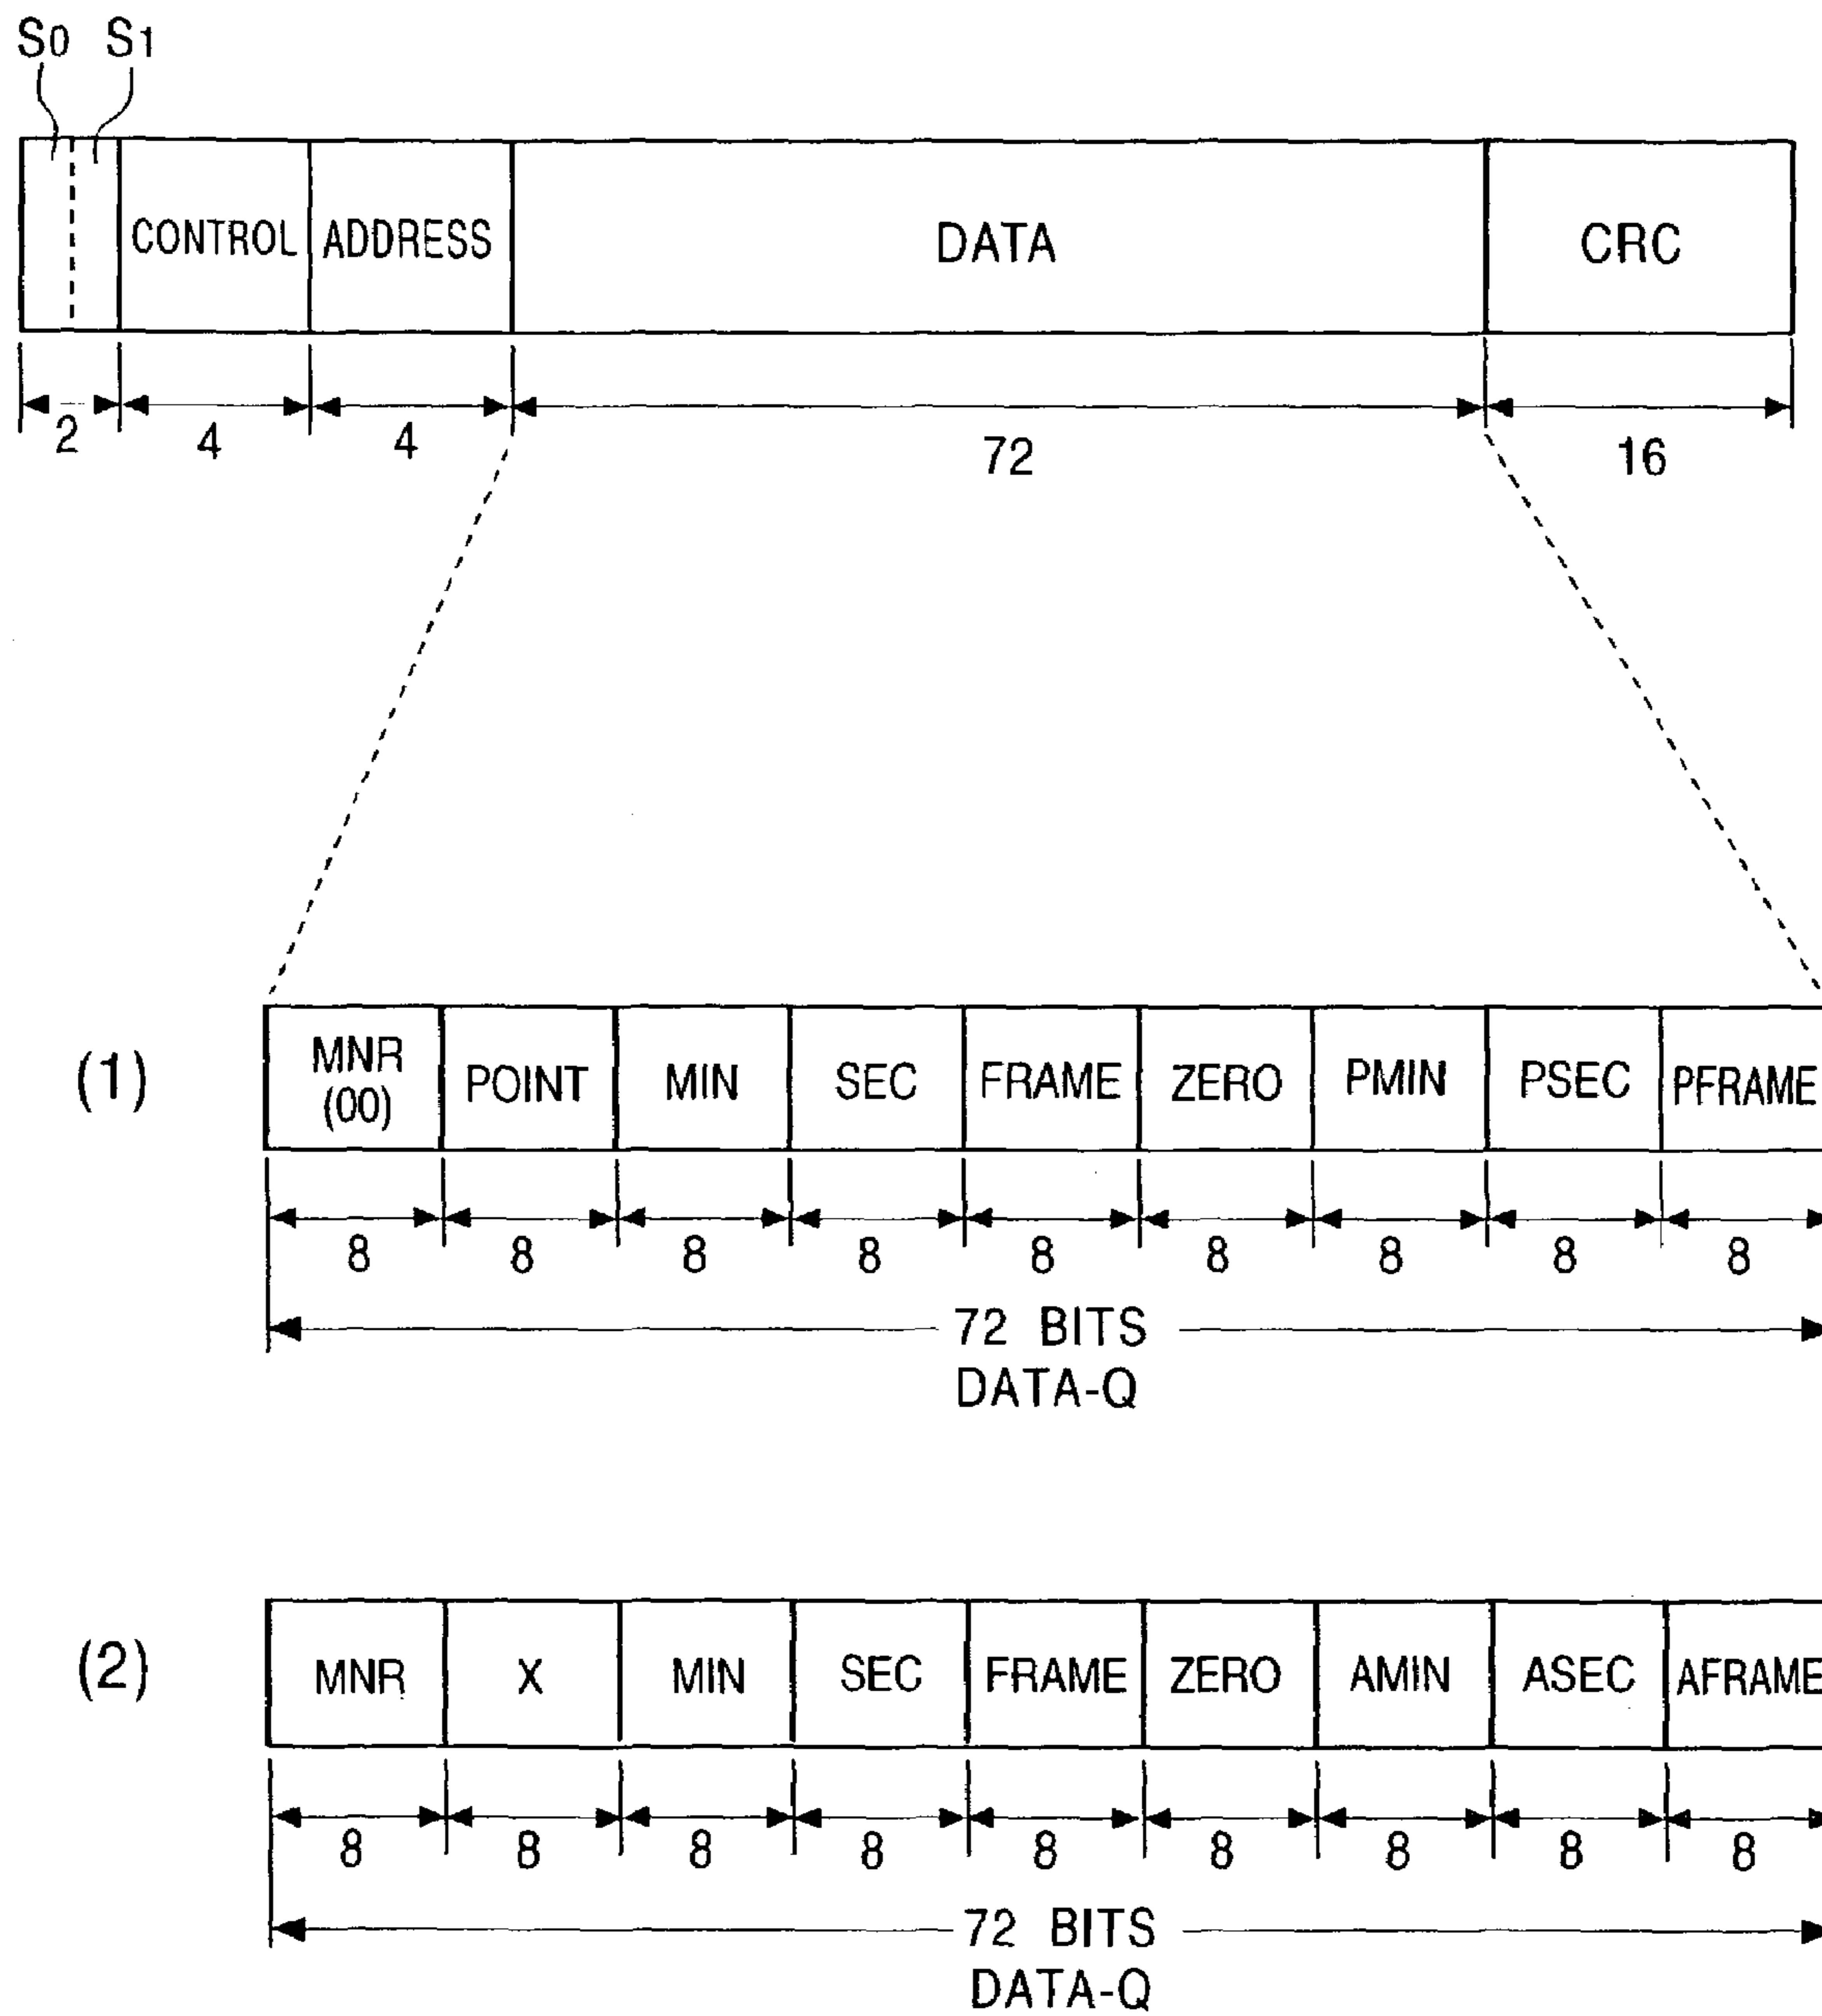 S0 S1
CONTROL ADDRESS DATA CRC
2 4 4 72 16
(1) MNR (00) POINT MIN SEC FRAME ZERO PMIN PSEC PFRAME
8 8 8 8 8 8 8 8 8
72 BITS
DATA-Q
(2) MNR X MIN SEC FRAME ZERO AMIN ASEC AFRAME
8 8 8 8 8 8 8 8 8
72 BITS
DATA-Q